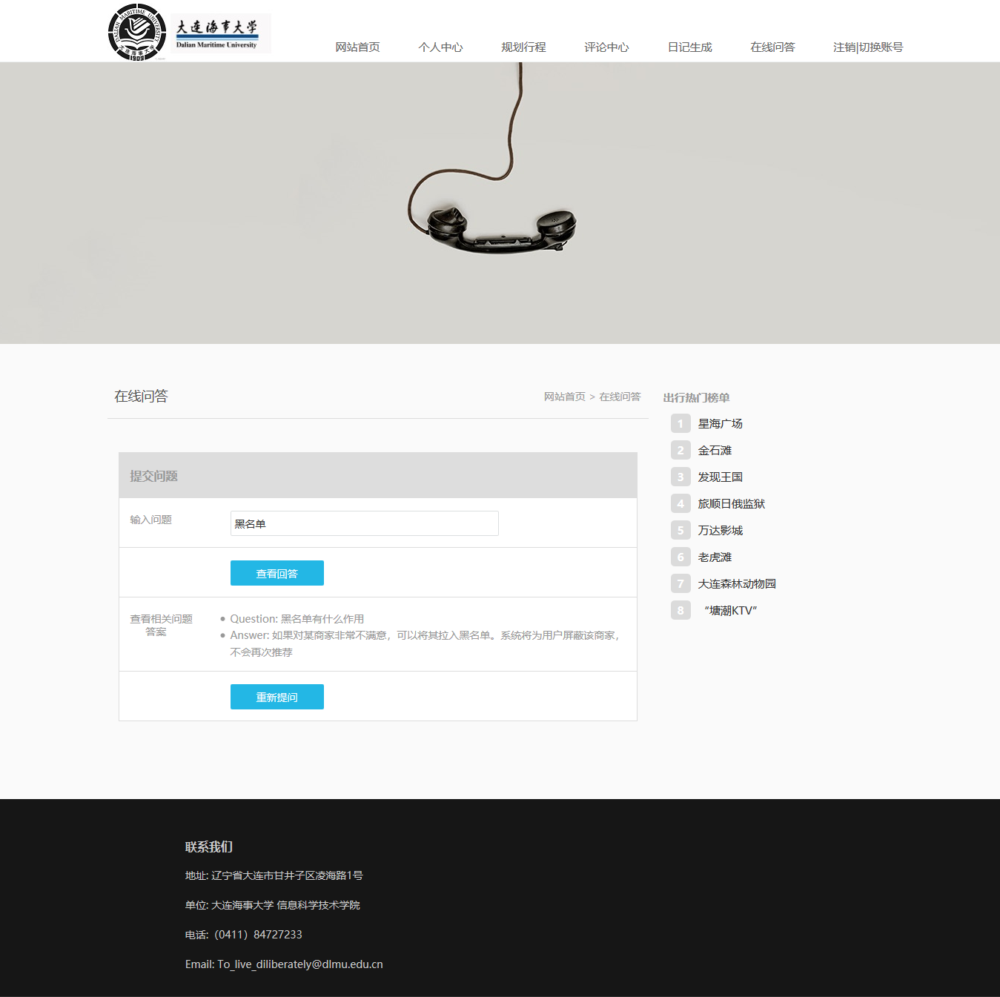 DALIAN MARITIME UNIVERSITY
大连海事大学
1909
大连海事大学
Dalian Maritime University
网站首页 个人中心 规划行程 评论中心 日记生成 在线问答 注销|切换账号
在线问答
网站首页 > 在线问答
提交问题
输入问题
黑名单
查看回答
查看相关问题
答案
Question: 黑名单有什么作用
Answer: 如果对某商家非常不满意，可以将其拉入黑名单。系统将为用户屏蔽该商家，
不会再次推荐
重新提问
出行热门榜单
1 星海广场
2 金石滩
3 发现王国
4 旅顺日俄监狱
5 万达影城
6 老虎滩
7 大连森林动物园
8 “塘潮KTV”
联系我们
地址: 辽宁省大连市甘井子区凌海路1号
单位: 大连海事大学 信息科学技术学院
电话:（0411）84727233
Email: To_live_diliberately@dlmu.edu.cn